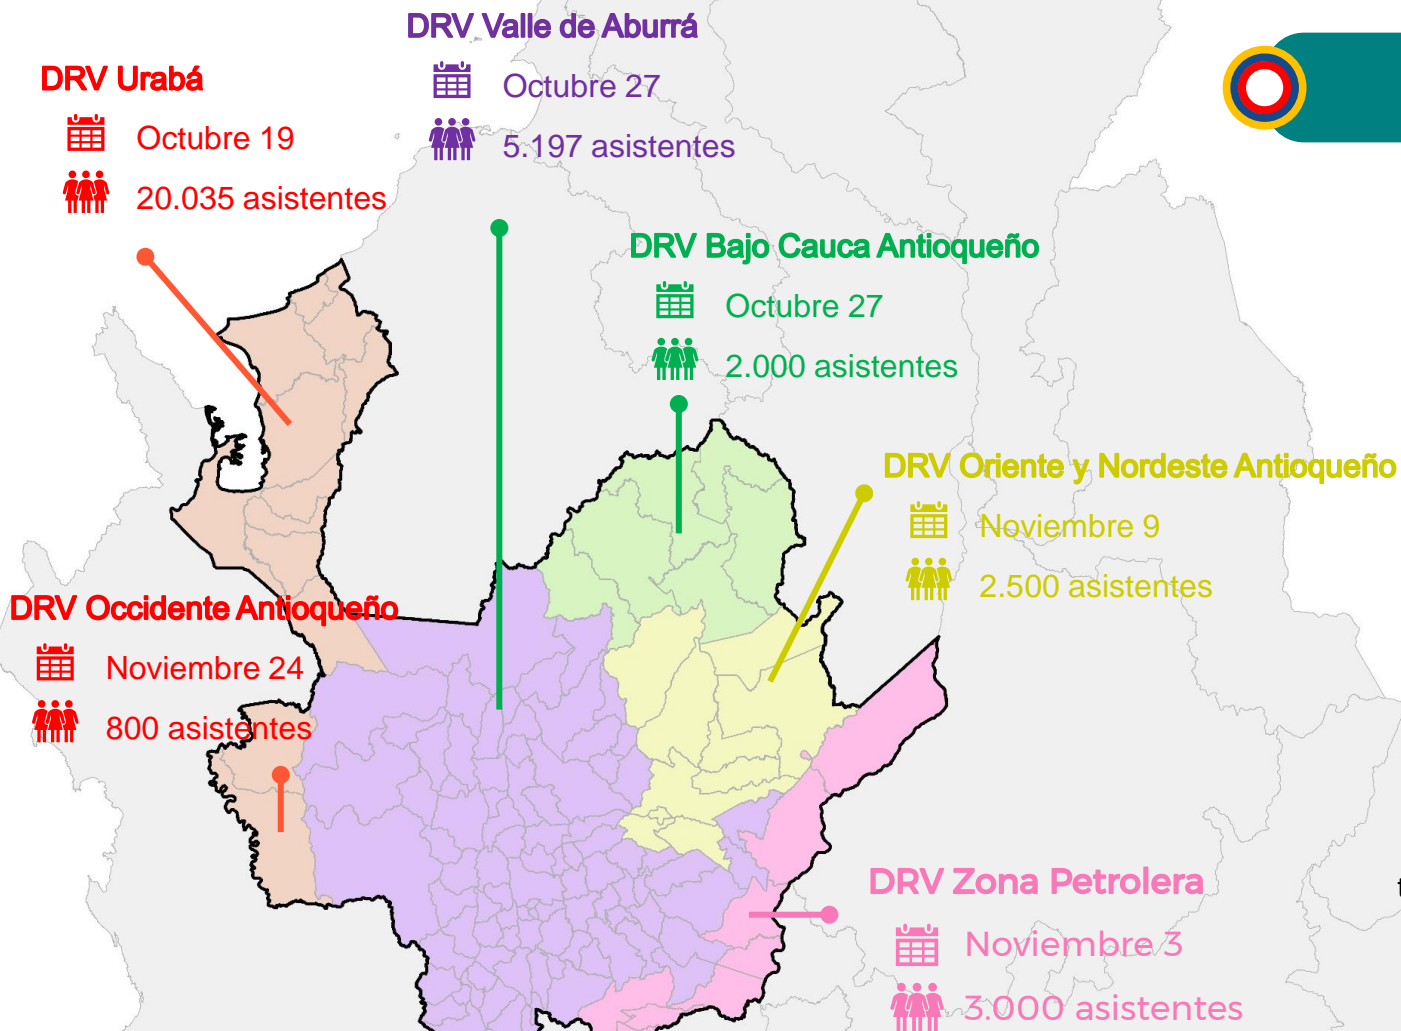 DRV Valle de Aburrá
Octubre 27
5.197 asistentes
DRV Urabá
Octubre 19
20.035 asistentes
DRV Bajo Cauca Antioqueño
Octubre 27
2.000 asistentes
DRV Oriente y Nordeste Antioqueño
Noviembre 9
2.500 asistentes
DRV Occidente Antioqueño
Noviembre 24
800 asistentes
DRV Zona Petrolera
Noviembre 3
3.000 asistentes